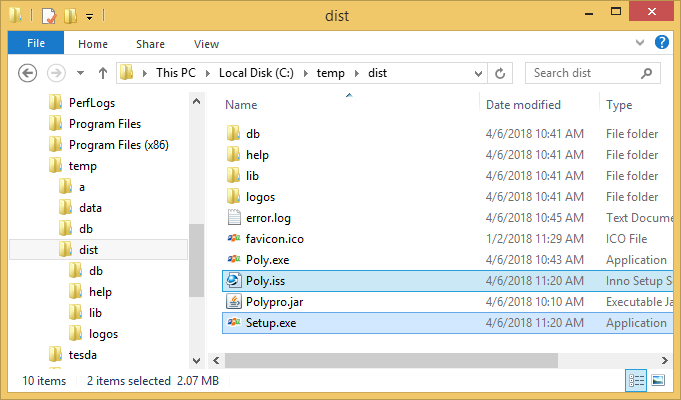 dist
File Home Share View
This PC Local Disk (C:) temp dist Search dist
PerfLogs
Program Files
Program Files (x86)
temp
a
data
db
dist
db
help
lib
logos
tesda
Name Date modified Type
db 4/6/2018 10:41 AM File folder
help 4/6/2018 10:41 AM File folder
lib 4/6/2018 10:41 AM File folder
logos 4/6/2018 10:41 AM File folder
error.log 4/6/2018 10:45 AM Text Docume
favicon.ico 1/2/2018 11:29 AM ICO File
Poly.exe 4/6/2018 10:43 AM Application
Poly.iss 4/6/2018 11:20 AM Inno Setup S
Polypro.jar 4/6/2018 10:10 AM Executable Ja
Setup.exe 4/6/2018 11:20 AM Application
10 items 2 items selected 2.07 MB